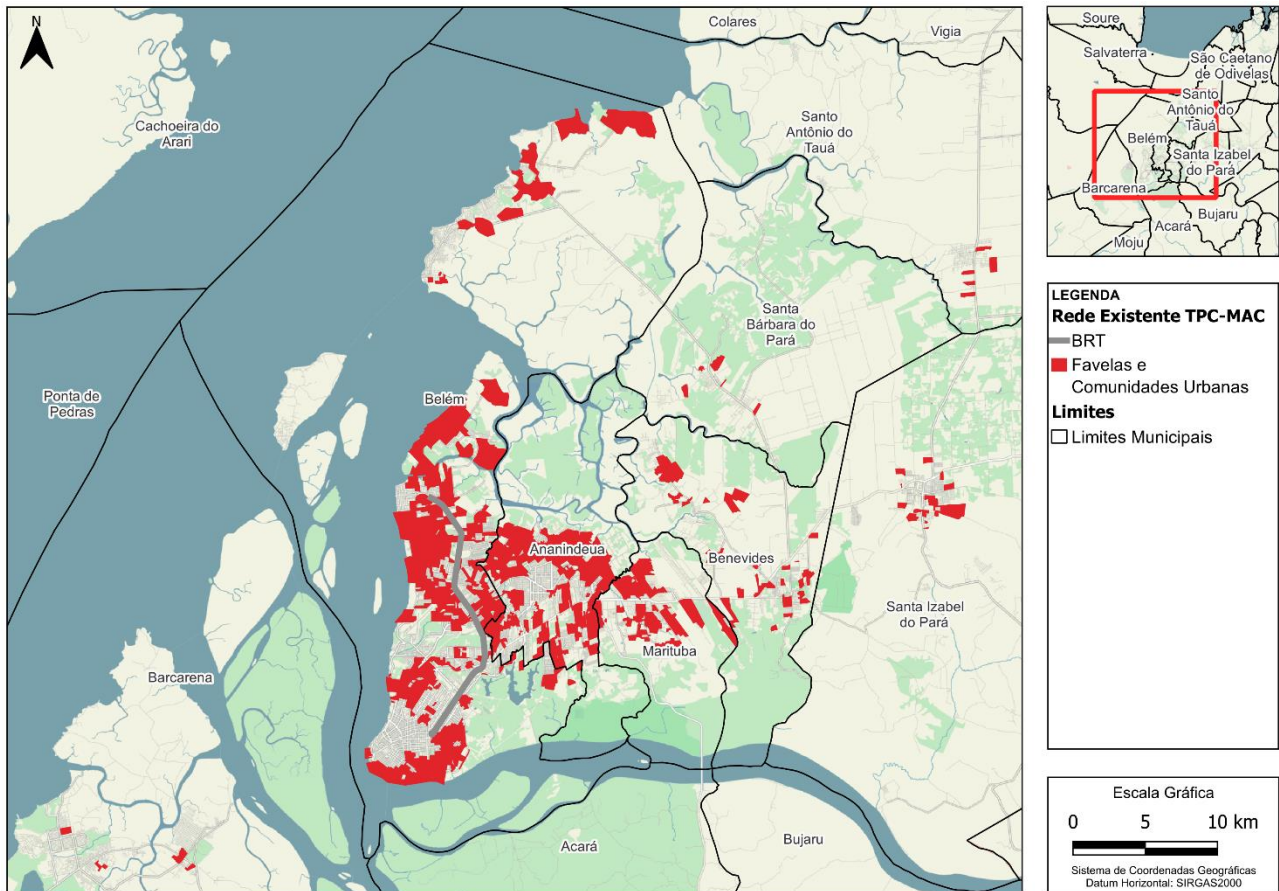 N
Colares
Vigia
Cachoeira do
Arari
Santo
Antônio do
Tauá
Santa
Bárbara do
Pará
Ponta de
Pedras
Belém
Ananindeua
Benevides
Santa Izabel
do Pará
Marituba
Barcarena
Acará
Bujaru
Soure
Salvaterra
São Caetano
de Odivelas
Santo
Antônio do
Tauá
Belém
Santa Izabel
do Pará
Barcarena
Bujaru
Acará
Moju
LEGENDA
Rede Existente TPC-MAC
BRT
Favelas e
Comunidades Urbanas
Limites
Limites Municipais
Escala Gráfica
0 5 10 km
Sistema de Coordenadas Geográficas
Datum Horizontal: SIRGAS2000